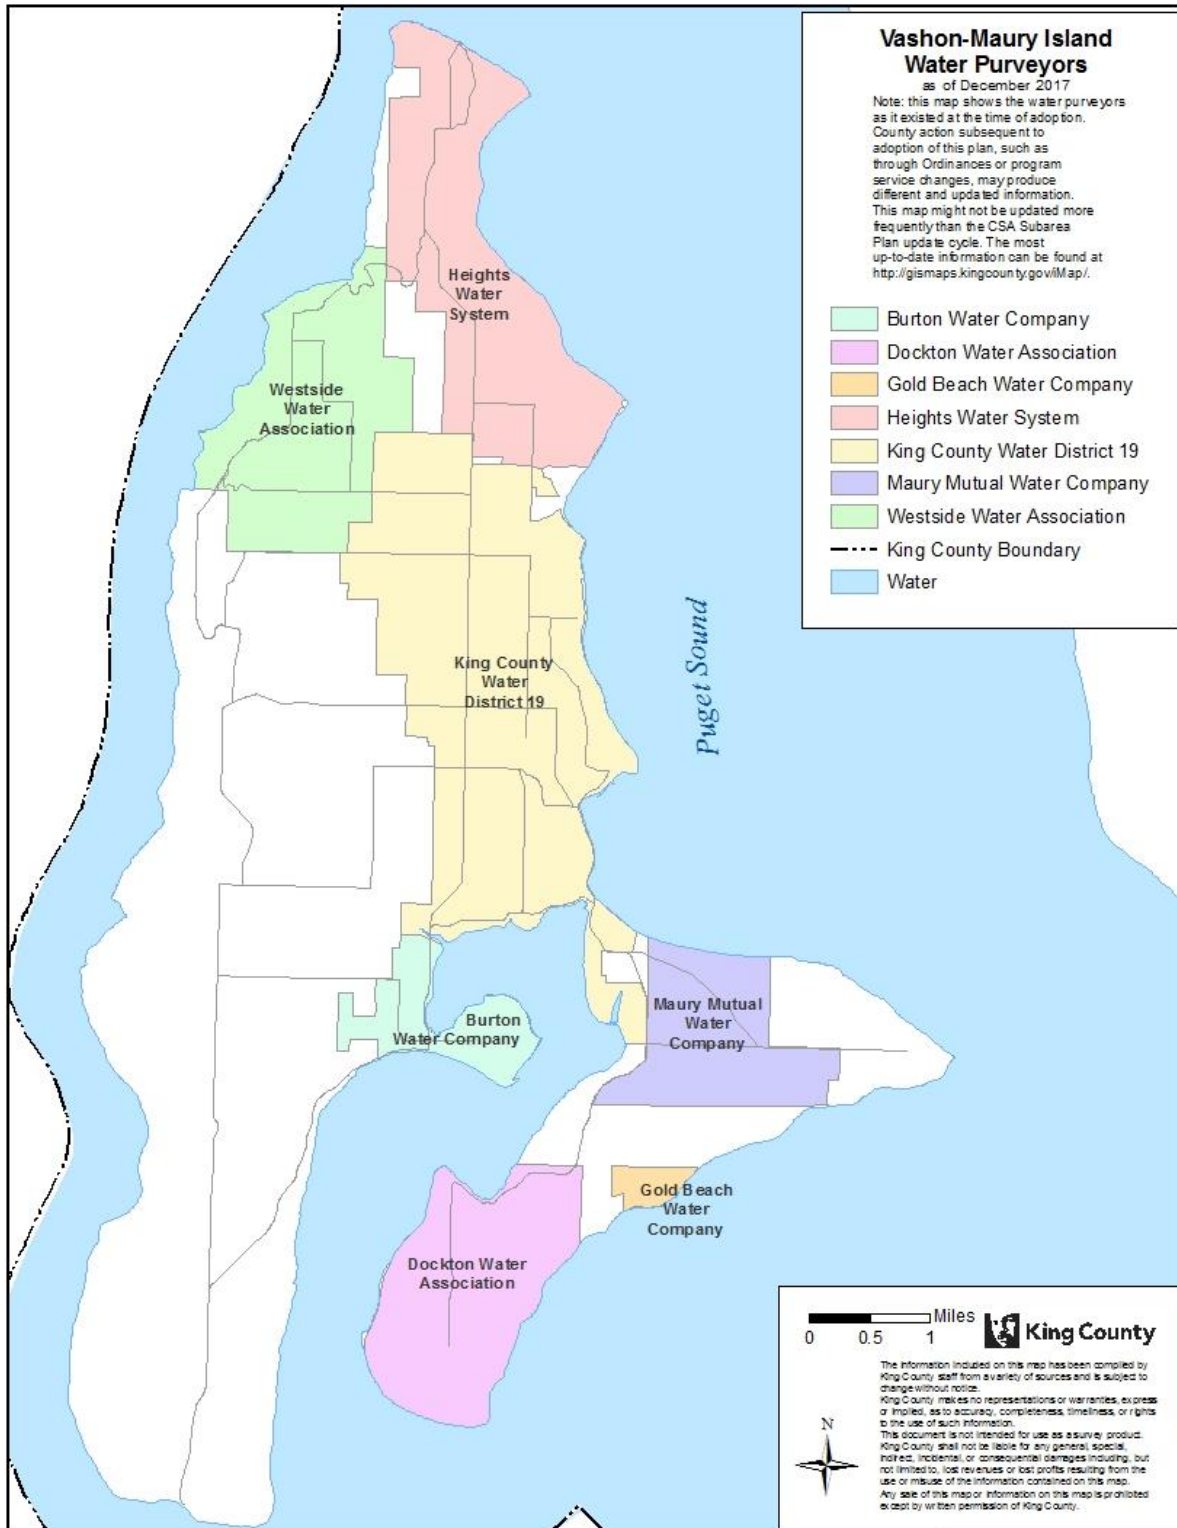 Vashon-Maury Island
Water Purveyors
as of December 2017
Note: this map shows the water purveyors
as it existed at the time of adoption.
County action subsequent to
adoption of this plan, such as
through Ordinances or program
service changes, may produce
different and updated information.
This map might not be updated more
frequently than the CSA Subarea
Plan update cycle. The most
up-to-date information can be found at
http://gismaps.kingcounty.gov/iMap/.
Burton Water Company
Dockton Water Association
Gold Beach Water Company
Heights Water System
King County Water District 19
Maury Mutual Water Company
Westside Water Association
King County Boundary
Water
Heights
Water
System
Westside
Water
Association
King County
Water
District 19
Puget Sound
Maury Mutual
Water
Company
Burton
Water Company
Gold Beach
Water
Company
Dockton Water
Association
Miles
0 0.5 1
King County
The information included on this map has been compiled by
King County staff from a variety of sources and is subject to
change without notice.
King County makes no representations or warranties, express
or implied, as to accuracy, completeness, timeliness, or rights
to the use of such information.
This document is not intended for use as a survey product.
King County shall not be liable for any general, special,
indirect, incidental, or consequential damages including, but
not limited to, lost revenues or lost profits resulting from the
use or misuse of the information contained on this map.
Any sale of this map or information on this map is prohibited
except by written permission of King County.
N